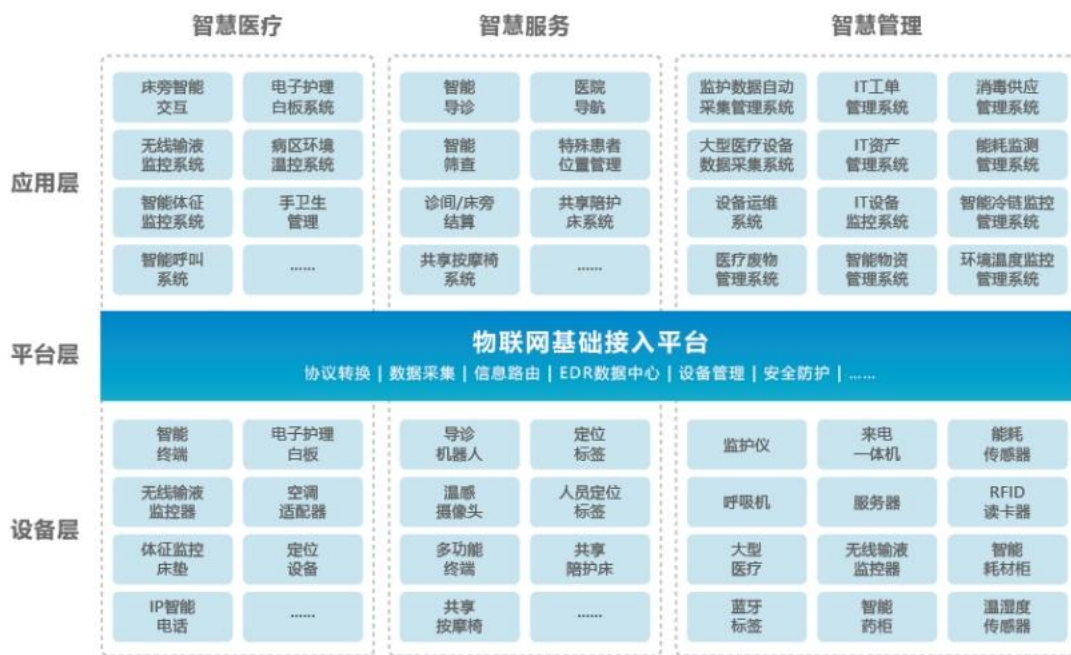 智慧医疗 智慧服务 智慧管理
应用层
床旁智能
交互
电子护理
白板系统
无线输液
监控系统
病区环境
温控系统
智能体征
监控系统
手卫生
管理
智能呼叫
系统
......
智能
导诊
医院
导航
智能
筛查
特殊患者
位置管理
诊间/床旁
结算
共享陪护
床系统
共享按摩椅
系统
......
监护数据自动
采集管理系统
IT工单
管理系统
消毒供应
管理系统
大型医疗设备
数据采集系统
IT资产
管理系统
能耗监测
管理系统
设备运维
系统
IT设备
监控系统
智能冷链监控
管理系统
医疗废物
管理系统
智能物资
管理系统
环境温度监控
管理系统
平台层
物联网基础接入平台
协议转换 | 数据采集 | 信息路由 | EDR数据中心 | 设备管理 | 安全防护 | ......
设备层
智能
终端
电子护理
白板
无线输液
监控器
空调
适配器
体征监控
床垫
定位
设备
IP智能
电话
......
导诊
机器人
定位
标签
温感
摄像头
人员定位
标签
多功能
终端
共享
陪护床
共享
按摩椅
......
监护仪
来电
一体机
能耗
传感器
呼吸机
服务器
RFID
读卡器
大型
医疗
无线输液
监控器
智能
耗材柜
蓝牙
标签
智能
药柜
温湿度
传感器